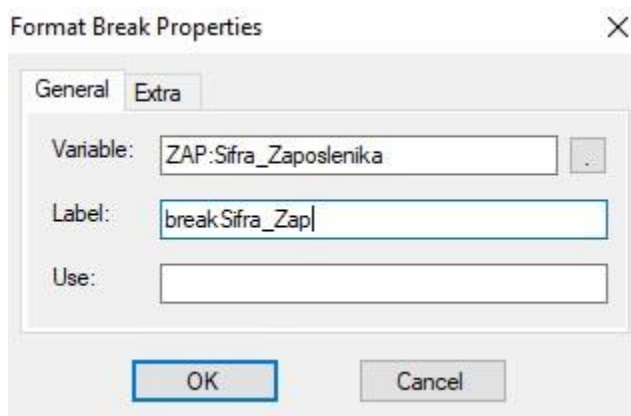 Format Break Properties
General Extra
Variable: ZAP:Sifra_Zaposlenika .
Label: breakSifra_Zap
Use:
OK Cancel